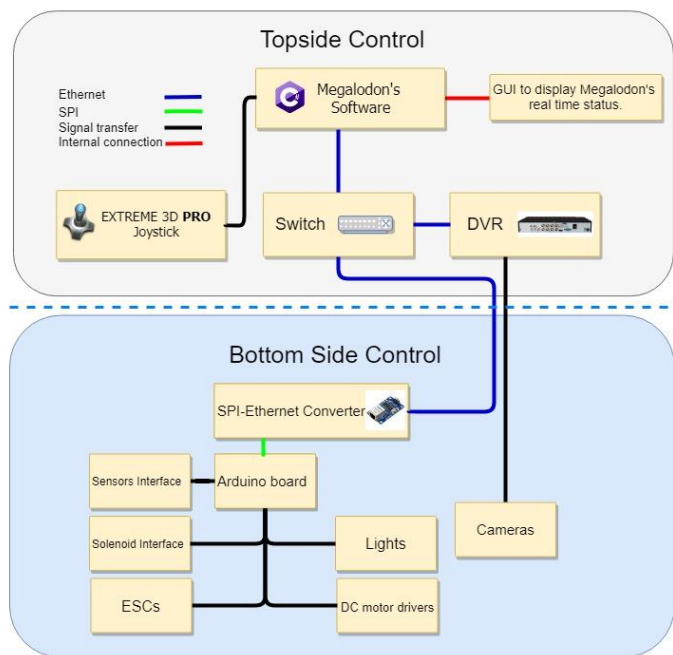 Topside Control
Ethernet
SPI
Signal transfer
Internal connection
Megalodon's
Software
GUI to display Megalodon's
real time status.
EXTREME 3D PRO
Joystick
Switch
DVR
Bottom Side Control
SPI-Ethernet Converter
Sensors Interface
Arduino board
Solenoid Interface
Lights
Cameras
ESCs
DC motor drivers